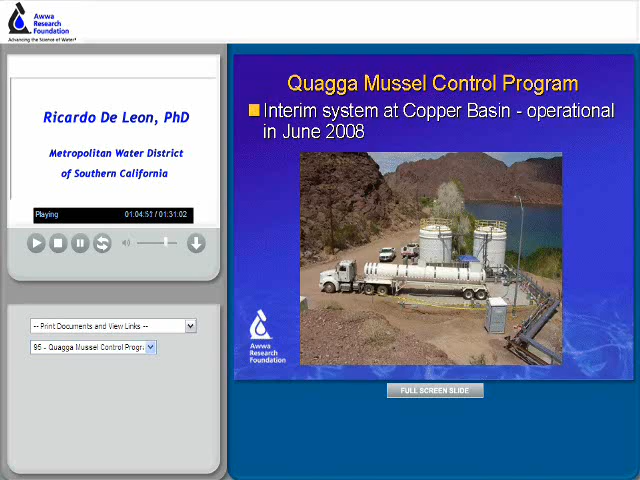 Awwa
Research
Foundation
Advancing the Science of Water®
Ricardo De Leon, PhD
Metropolitan Water District
of Southern California
Playing 01:04:51 / 01:31:02
-- Print Documents and View Links --
95 - Quagga Mussel Control Progra
Quagga Mussel Control Program
Interim system at Copper Basin - operational
in June 2008
Awwa
Research
Foundation
FULL SCREEN SLIDE